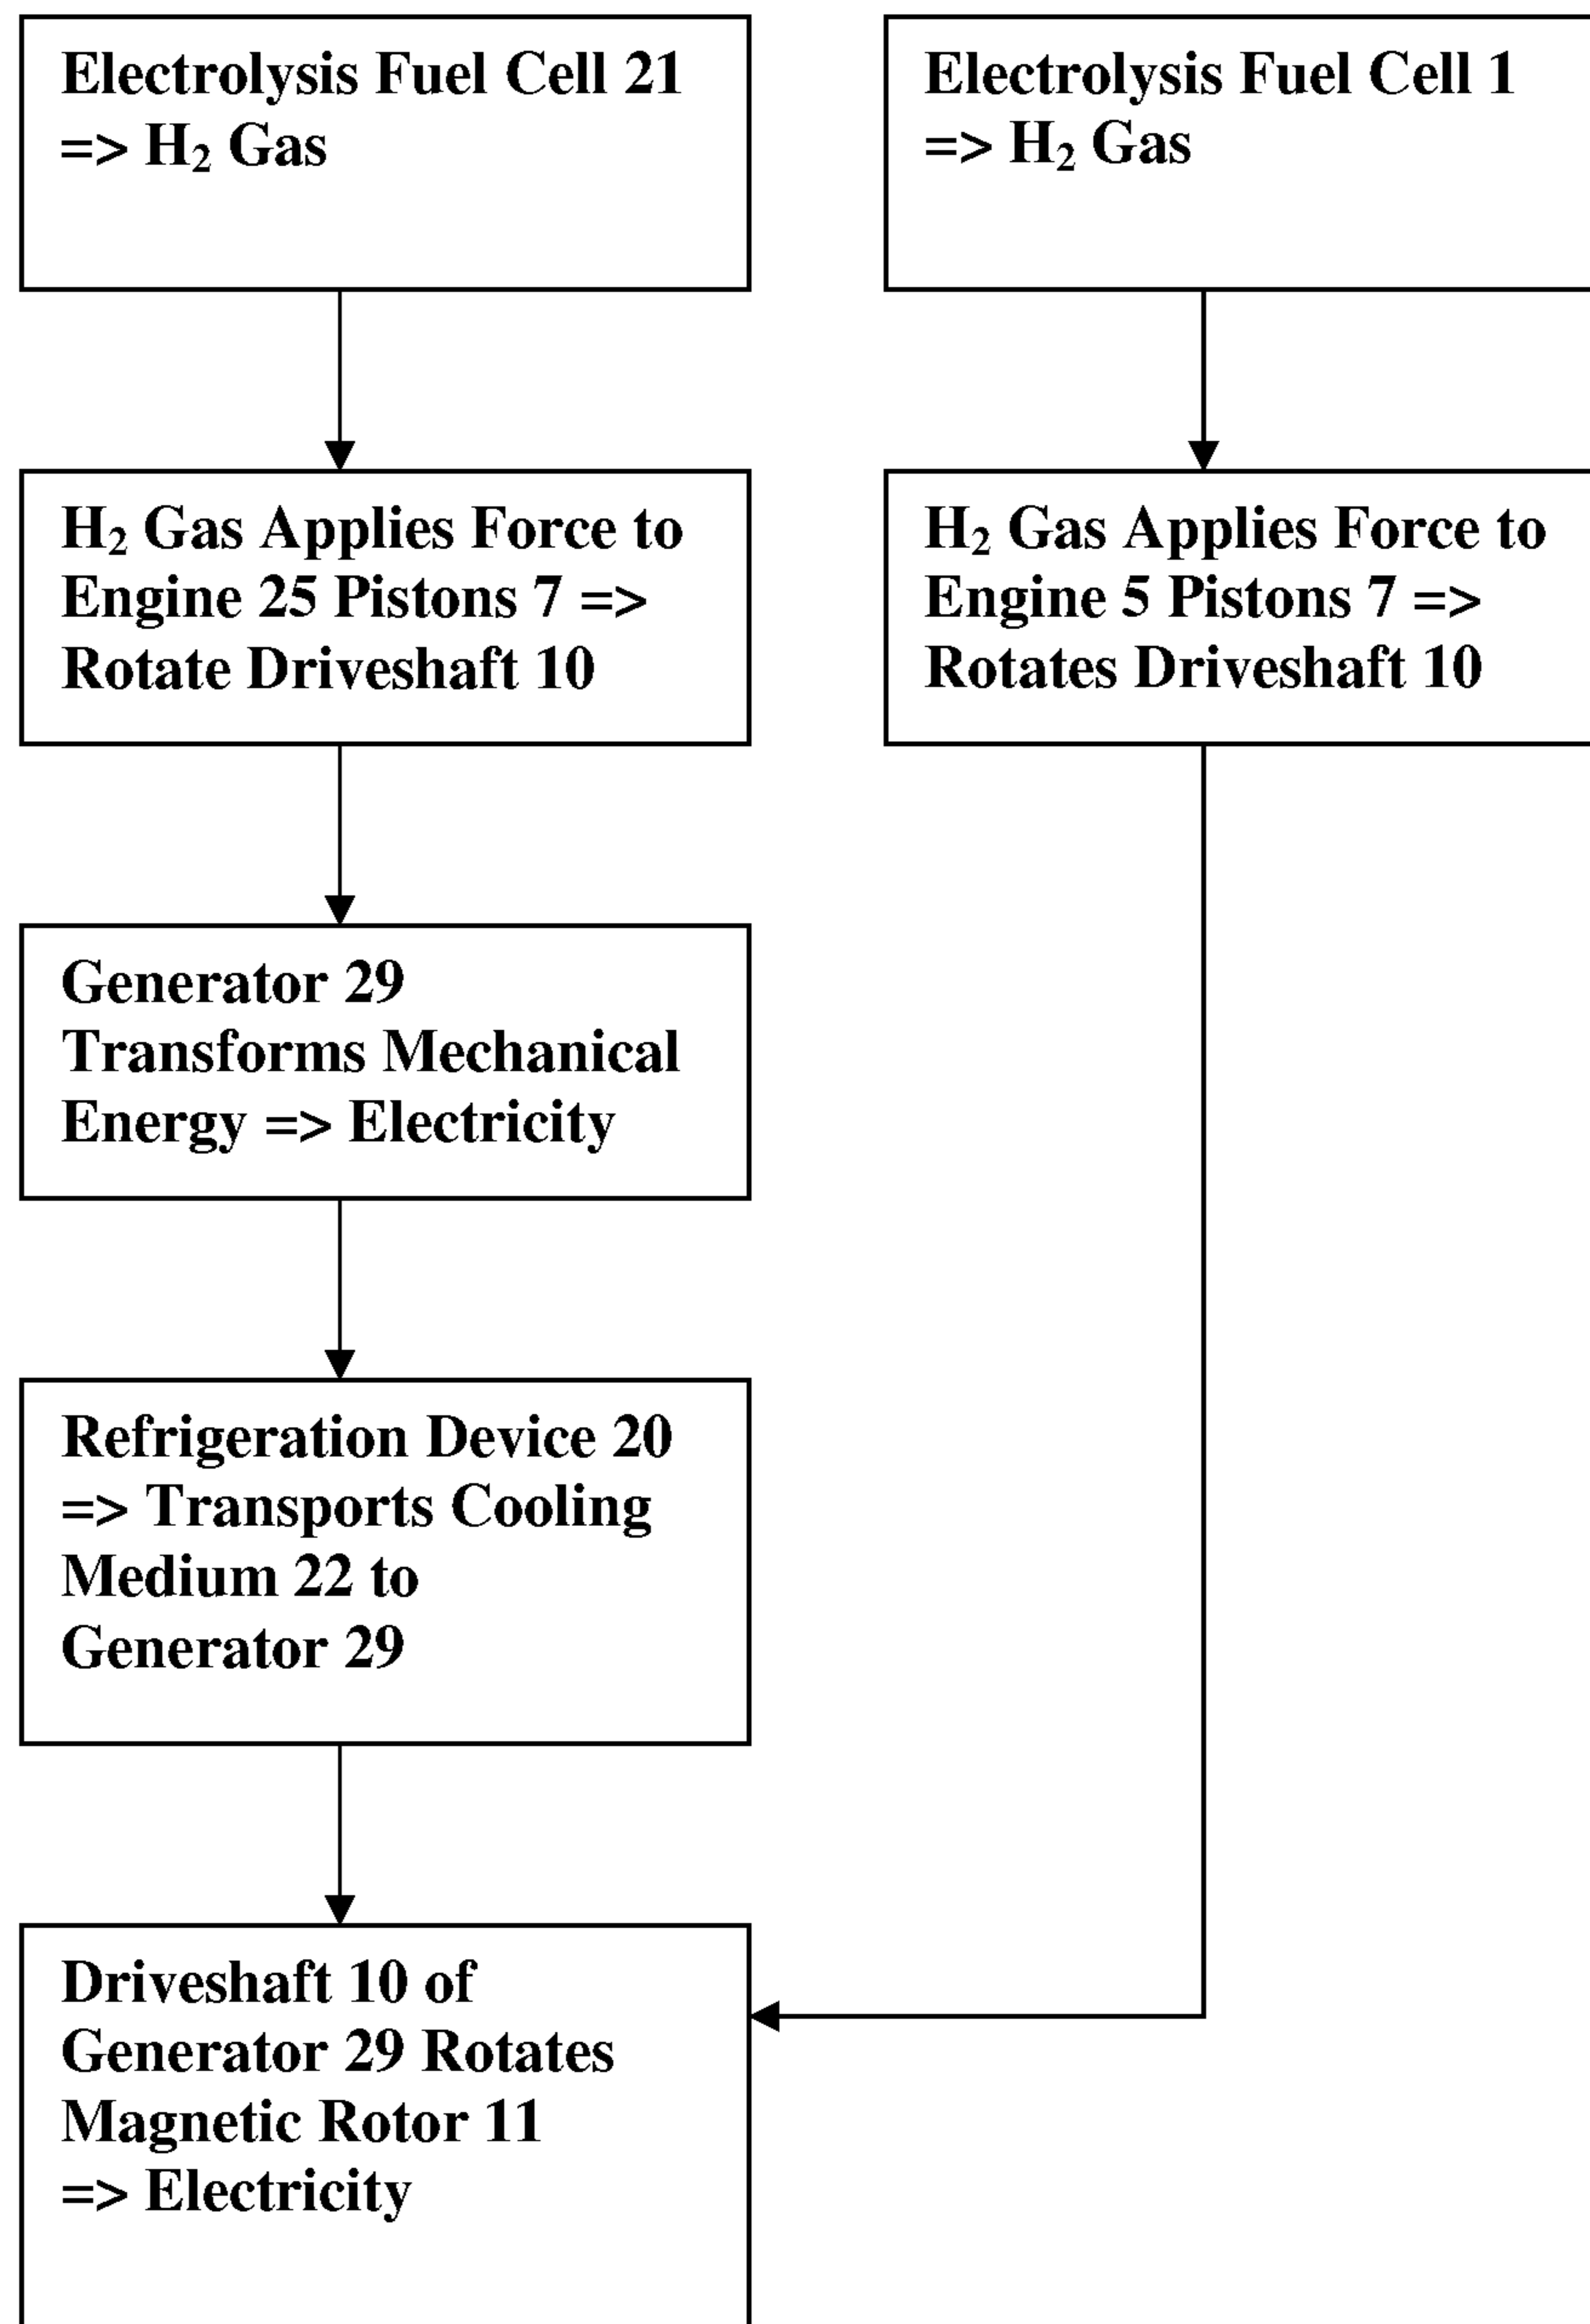 Electrolysis Fuel Cell 21
=> H₂ Gas
Electrolysis Fuel Cell 1
=> H₂ Gas
H₂ Gas Applies Force to
Engine 25 Pistons 7 =>
Rotate Driveshaft 10
H₂ Gas Applies Force to
Engine 5 Pistons 7 =>
Rotates Driveshaft 10
Generator 29
Transforms Mechanical
Energy => Electricity
Refrigeration Device 20
=> Transports Cooling
Medium 22 to
Generator 29
Driveshaft 10 of
Generator 29 Rotates
Magnetic Rotor 11
=> Electricity